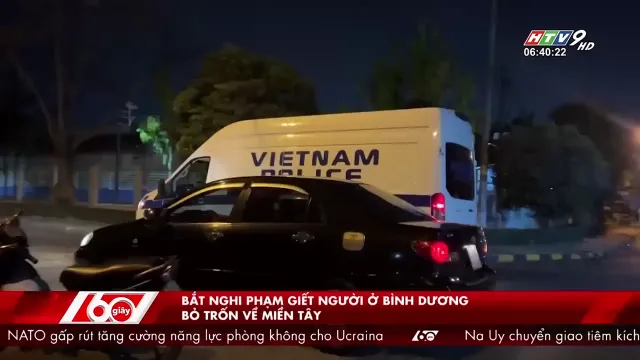 HTV9 HD
06:40:22
VIETNAM
POLICE
60 giây
BẮT NGHI PHẠM GIẾT NGƯỜI Ở BÌNH DƯƠNG
BỎ TRỐN VỀ MIỀN TÂY
NATO gấp rút tăng cường năng lực phòng không cho Ucraina 60 Na Uy chuyển giao tiêm kích